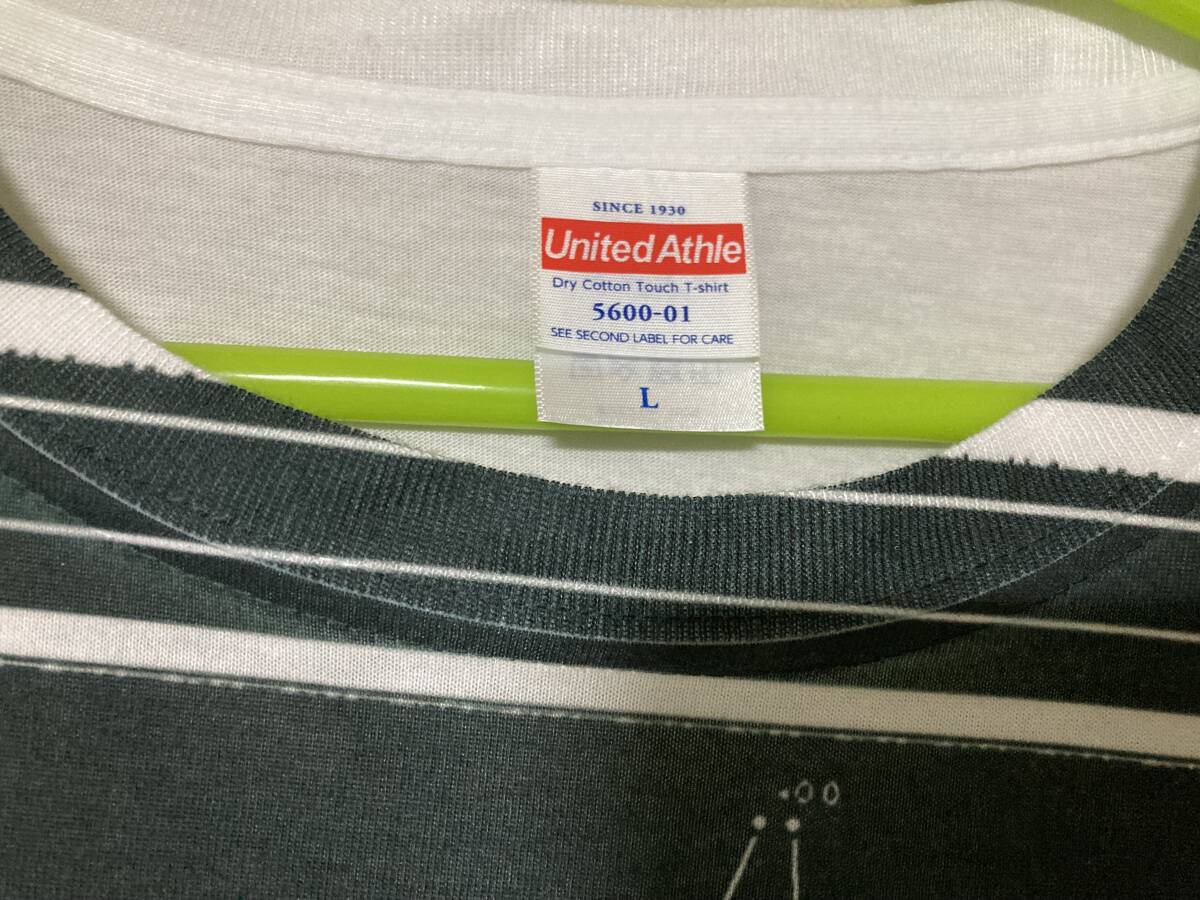 SINCE 1930
United Athle
Dry Cotton Touch T-shirt
5600-01
SEE SECOND LABEL FOR CARE
L